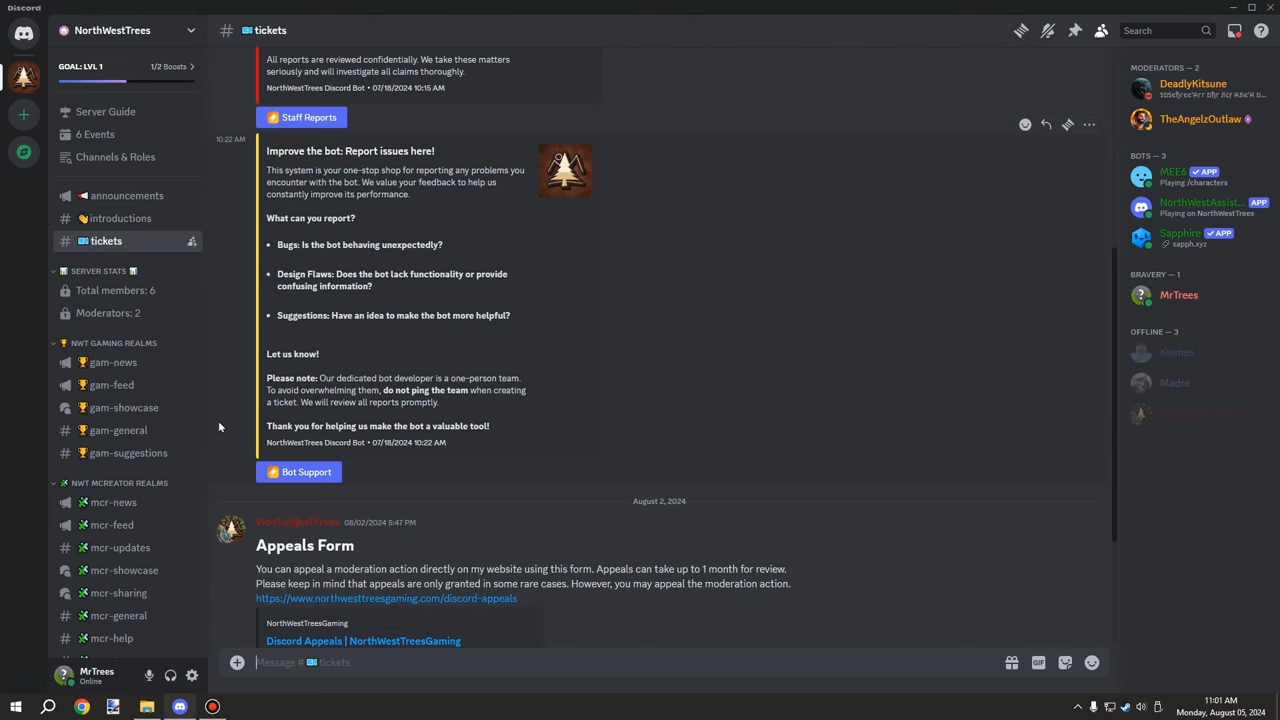 Discord
NorthWestTrees
tickets
Search
GOAL: LVL 1
1/2 Boosts
Server Guide
6 Events
Channels & Roles
announcements
introductions
tickets
SERVER STATS
Total members: 6
Moderators: 2
NWT GAMING REALMS
gam-news
gam-feed
gam-showcase
gam-general
gam-suggestions
NWT MCREATOR REALMS
mcr-news
mcr-feed
mcr-updates
mcr-showcase
mcr-sharing
mcr-general
mcr-help
MrTrees
Online
All reports are reviewed confidentially. We take these matters
seriously and will investigate all claims thoroughly.
NorthWestTrees Discord Bot • 07/18/2024 10:15 AM
Staff Reports
10:22 AM
Improve the bot: Report issues here!
This system is your one-stop shop for reporting any problems you
encounter with the bot. We value your feedback to help us
constantly improve its performance.
What can you report?
• Bugs: Is the bot behaving unexpectedly?
• Design Flaws: Does the bot lack functionality or provide
confusing information?
• Suggestions: Have an idea to make the bot more helpful?
Let us know!
Please note: Our dedicated bot developer is a one-person team.
To avoid overwhelming them, do not ping the team when creating
a ticket. We will review all reports promptly.
Thank you for helping us make the bot a valuable tool!
NorthWestTrees Discord Bot • 07/18/2024 10:22 AM
Bot Support
August 2, 2024
08/02/2024 5:47 PM
Appeals Form
You can appeal a moderation action directly on my website using this form. Appeals can take up to 1 month for review.
Please keep in mind that appeals are only granted in some rare cases. However, you may appeal the moderation action.
https://www.northwesttreesgaming.com/discord-appeals
NorthWestTreesGaming
Discord Appeals | NorthWestTreesGaming
Message # tickets
GIF
MODERATORS — 2
DeadlyKitsune
TheAngelzOutlaw
BOTS — 3
MEE6 APP
Playing /characters
NorthWestAssist... APP
Playing on NorthWestTrees
Sapphire APP
sapph.xyz
BRAVERY — 1
MrTrees
OFFLINE — 3
Klemen
Madre
11:01 AM
Monday, August 05, 2024